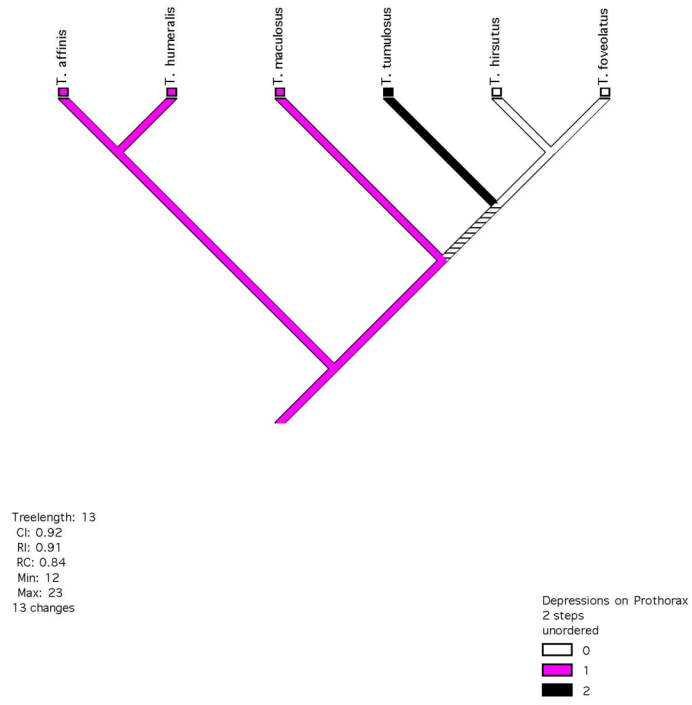 T. affinis
T. humeralis
T. maculosus
T. tumulosus
T. hirsutus
T. foveolatus
Treelength: 13
CI: 0.92
RI: 0.91
RC: 0.84
Min: 12
Max: 23
13 changes
Depressions on Prothorax
2 steps
unordered
0
1
2